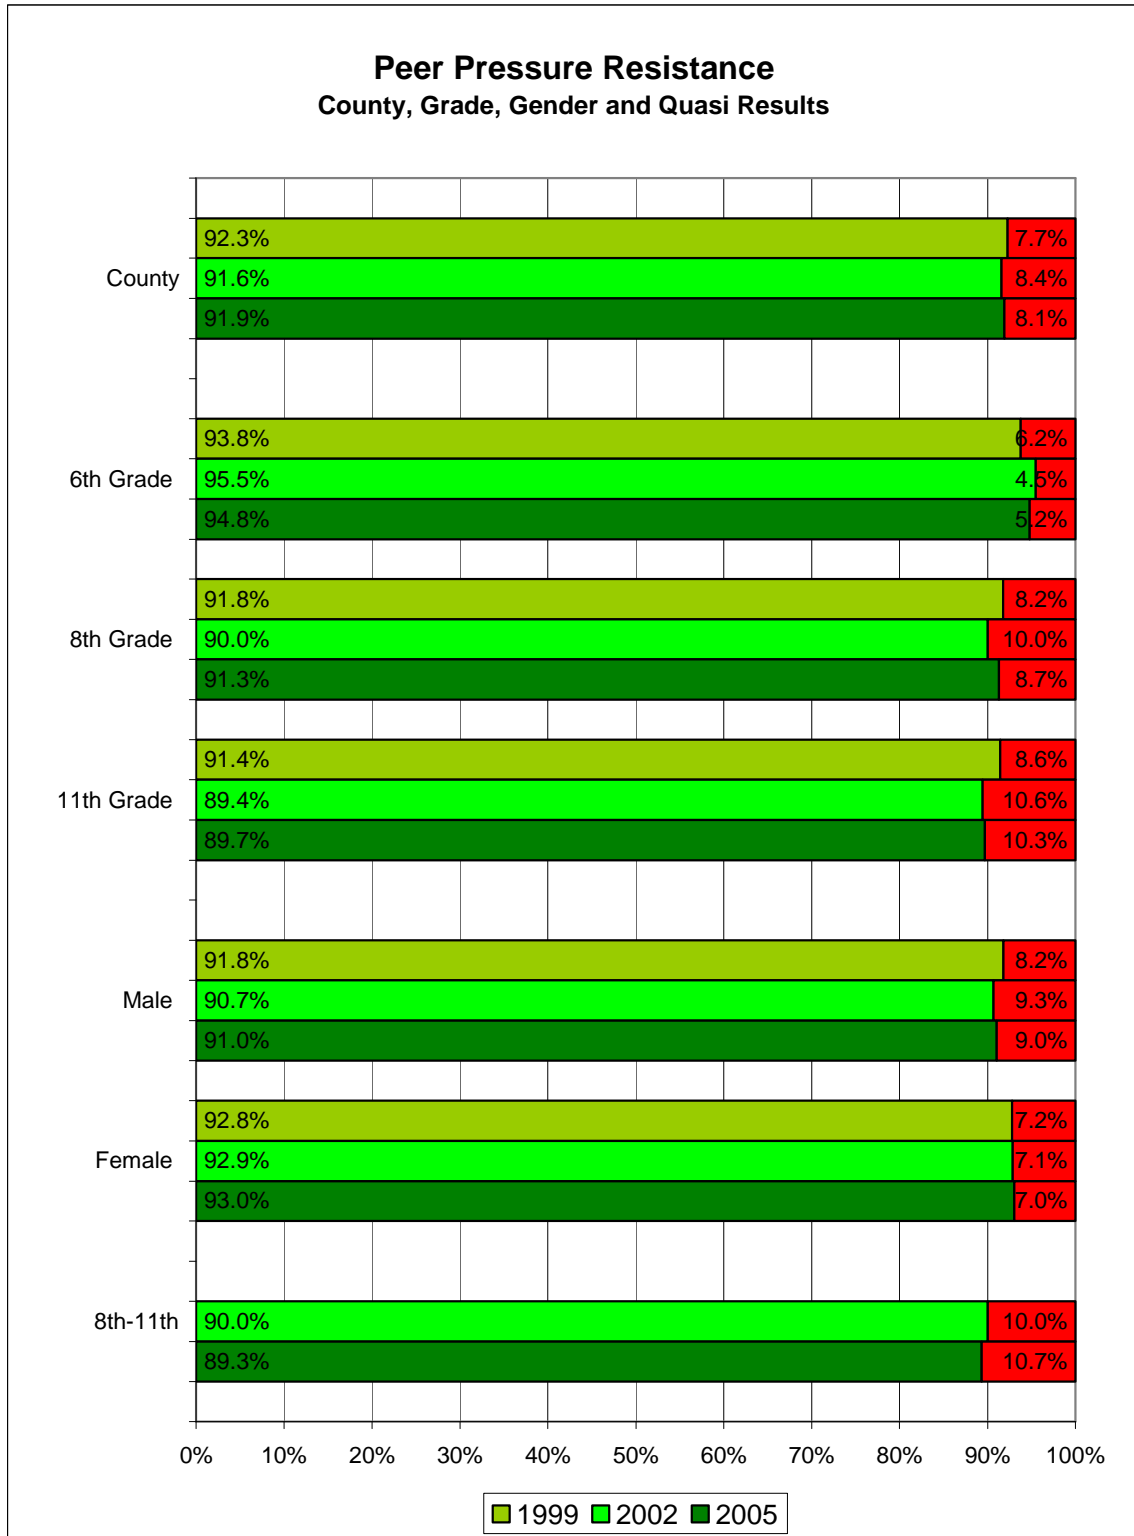 Peer Pressure Resistance
County, Grade, Gender and Quasi Results
92.3% 7.7%
County 91.6% 8.4%
91.9% 8.1%
93.8% 6.2%
6th Grade 95.5% 4.5%
94.8% 5.2%
91.8% 8.2%
8th Grade 90.0% 10.0%
91.3% 8.7%
91.4% 8.6%
11th Grade 89.4% 10.6%
89.7% 10.3%
91.8% 8.2%
Male 90.7% 9.3%
91.0% 9.0%
92.8% 7.2%
Female 92.9% 7.1%
93.0% 7.0%
8th-11th 90.0% 10.0%
89.3% 10.7%
0% 10% 20% 30% 40% 50% 60% 70% 80% 90% 100%
1999 2002 2005